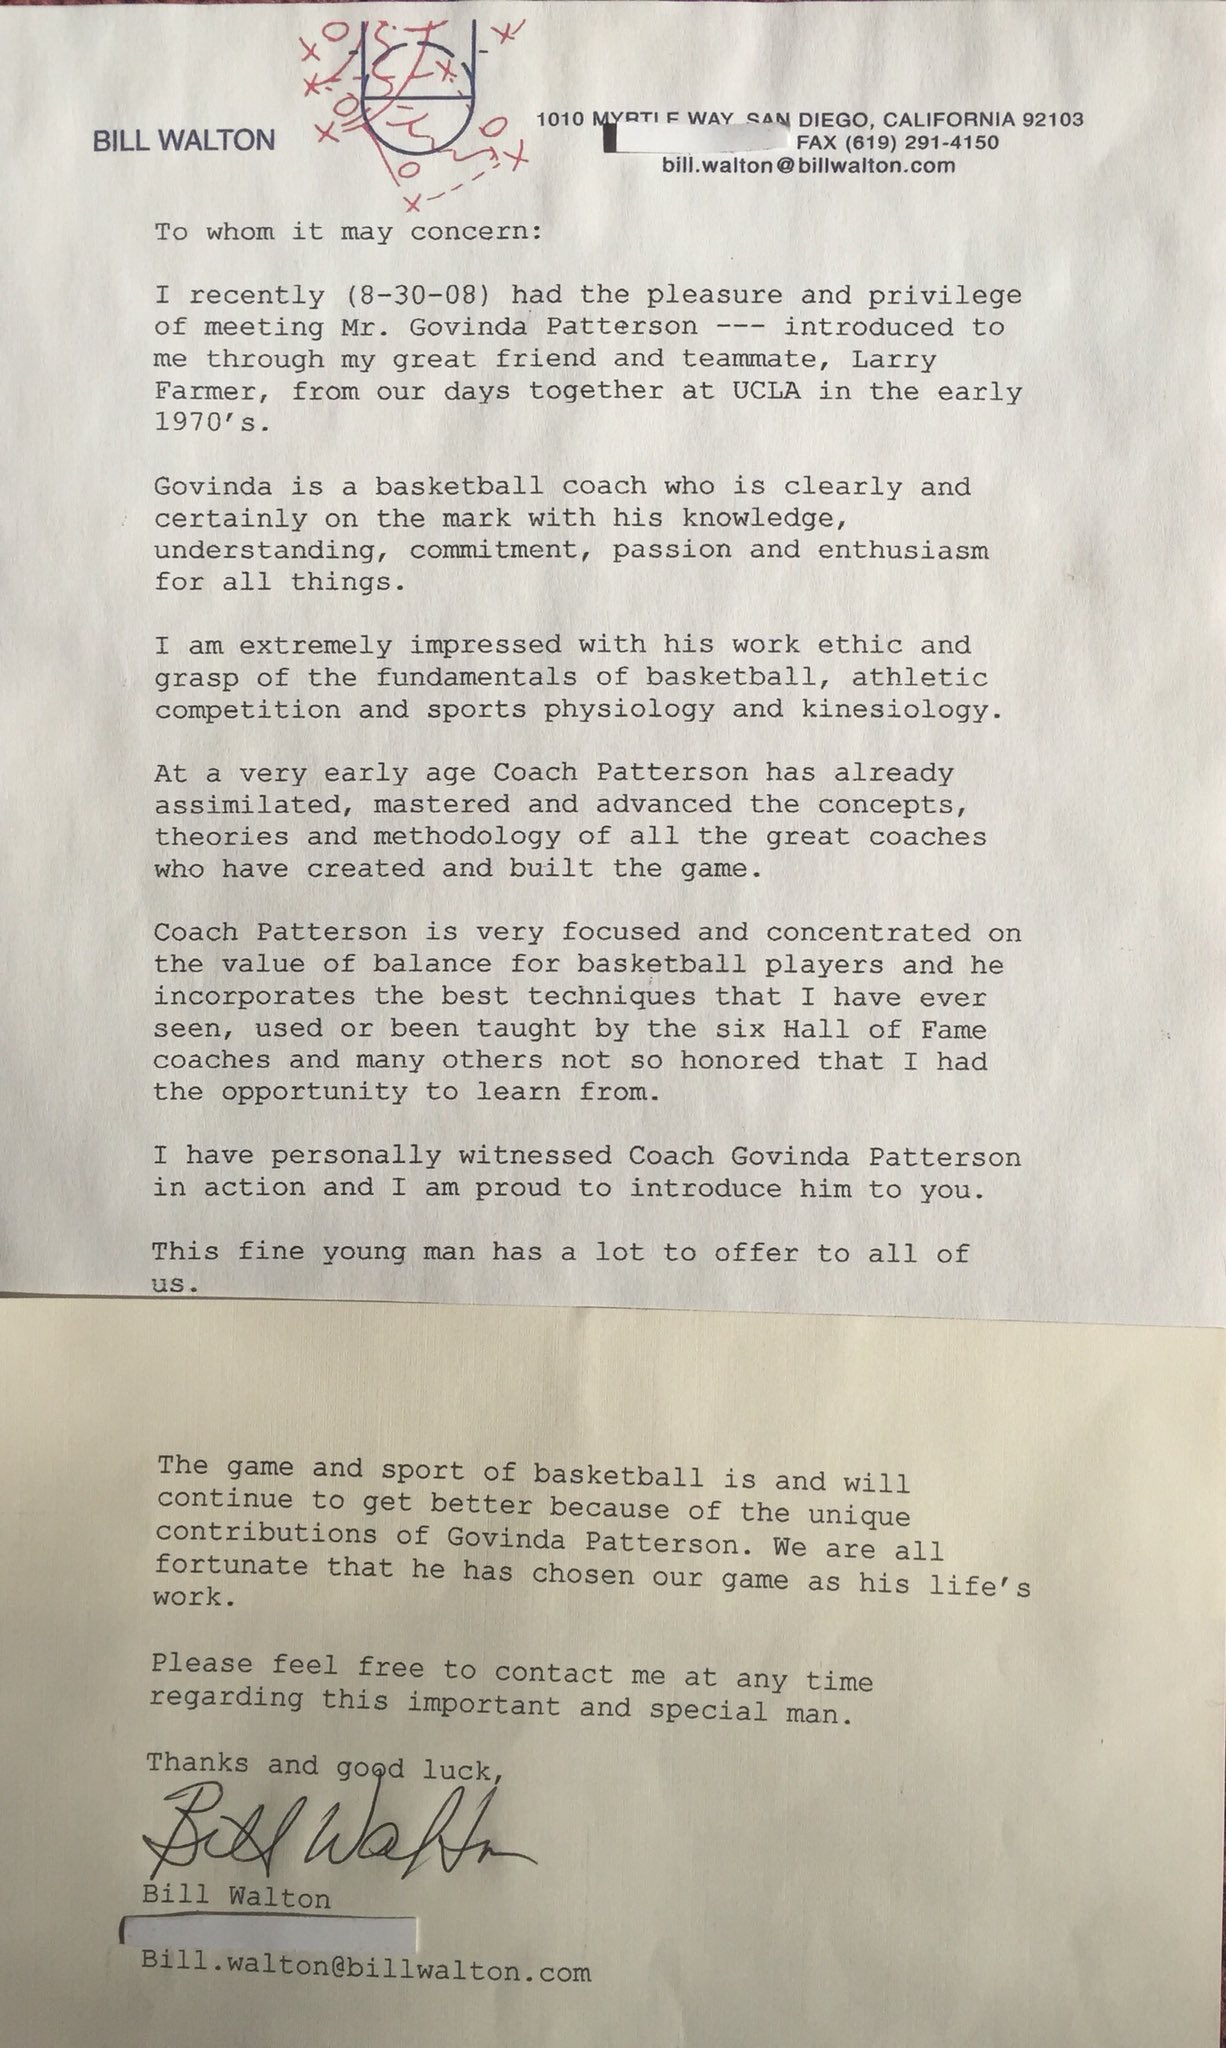 BILL WALTON
1010 MYRTLE WAY SAN DIEGO, CALIFORNIA 92103
FAX (619) 291-4150
bill.walton@billwalton.com
To whom it may concern:
I recently (8-30-08) had the pleasure and privilege
of meeting Mr. Govinda Patterson --- introduced to
me through my great friend and teammate, Larry
Farmer, from our days together at UCLA in the early
1970's.
Govinda is a basketball coach who is clearly and
certainly on the mark with his knowledge,
understanding, commitment, passion and enthusiasm
for all things.
I am extremely impressed with his work ethic and
grasp of the fundamentals of basketball, athletic
competition and sports physiology and kinesiology.
At a very early age Coach Patterson has already
assimilated, mastered and advanced the concepts,
theories and methodology of all the great coaches
who have created and built the game.
Coach Patterson is very focused and concentrated on
the value of balance for basketball players and he
incorporates the best techniques that I have ever
seen, used or been taught by the six Hall of Fame
coaches and many others not so honored that I had
the opportunity to learn from.
I have personally witnessed Coach Govinda Patterson
in action and I am proud to introduce him to you.
This fine young man has a lot to offer to all of
us.
The game and sport of basketball is and will
continue to get better because of the unique
contributions of Govinda Patterson. We are all
fortunate that he has chosen our game as his life's
work.
Please feel free to contact me at any time
regarding this important and special man.
Thanks and good luck,
Bill Walton
Bill Walton
Bill.walton@billwalton.com